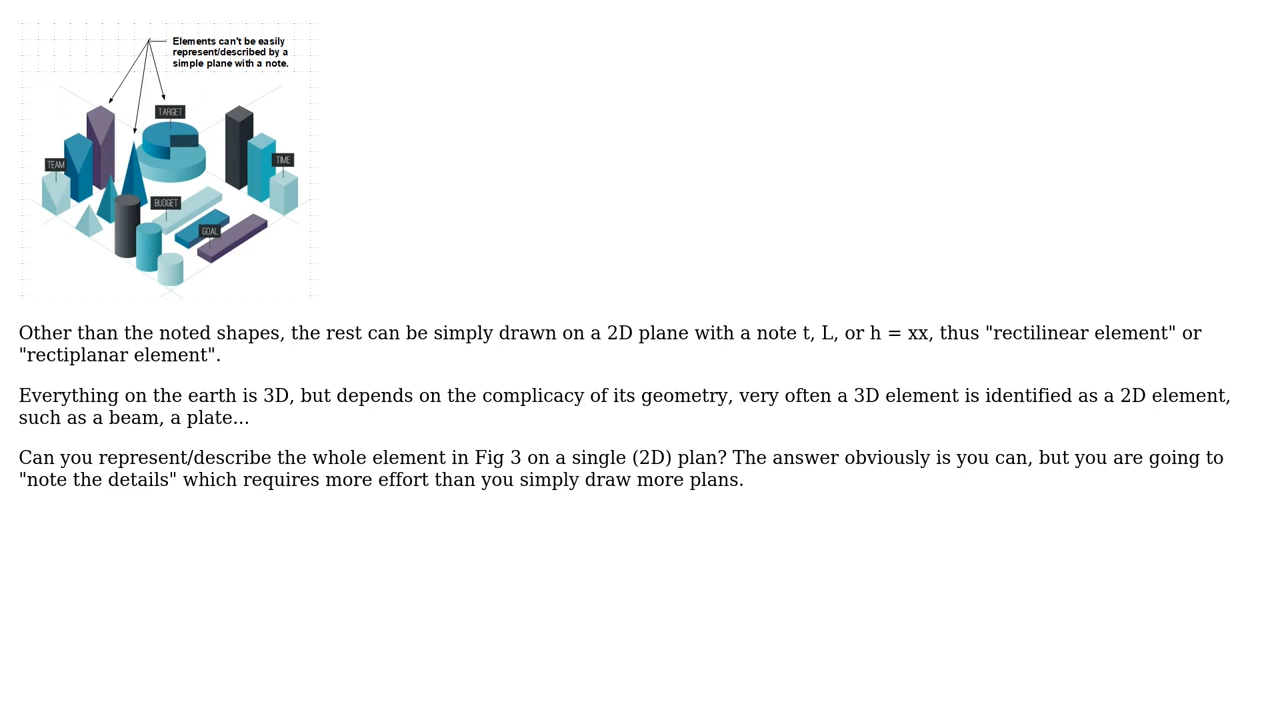 Elements can't be easily
represent/described by a
simple plane with a note.
TARGET
TEAM
TIME
BUDGET
GOAL
Other than the noted shapes, the rest can be simply drawn on a 2D plane with a note t, L, or h = xx, thus "rectilinear element" or
"rectiplanar element".
Everything on the earth is 3D, but depends on the complicacy of its geometry, very often a 3D element is identified as a 2D element,
such as a beam, a plate...
Can you represent/describe the whole element in Fig 3 on a single (2D) plan? The answer obviously is you can, but you are going to
"note the details" which requires more effort than you simply draw more plans.